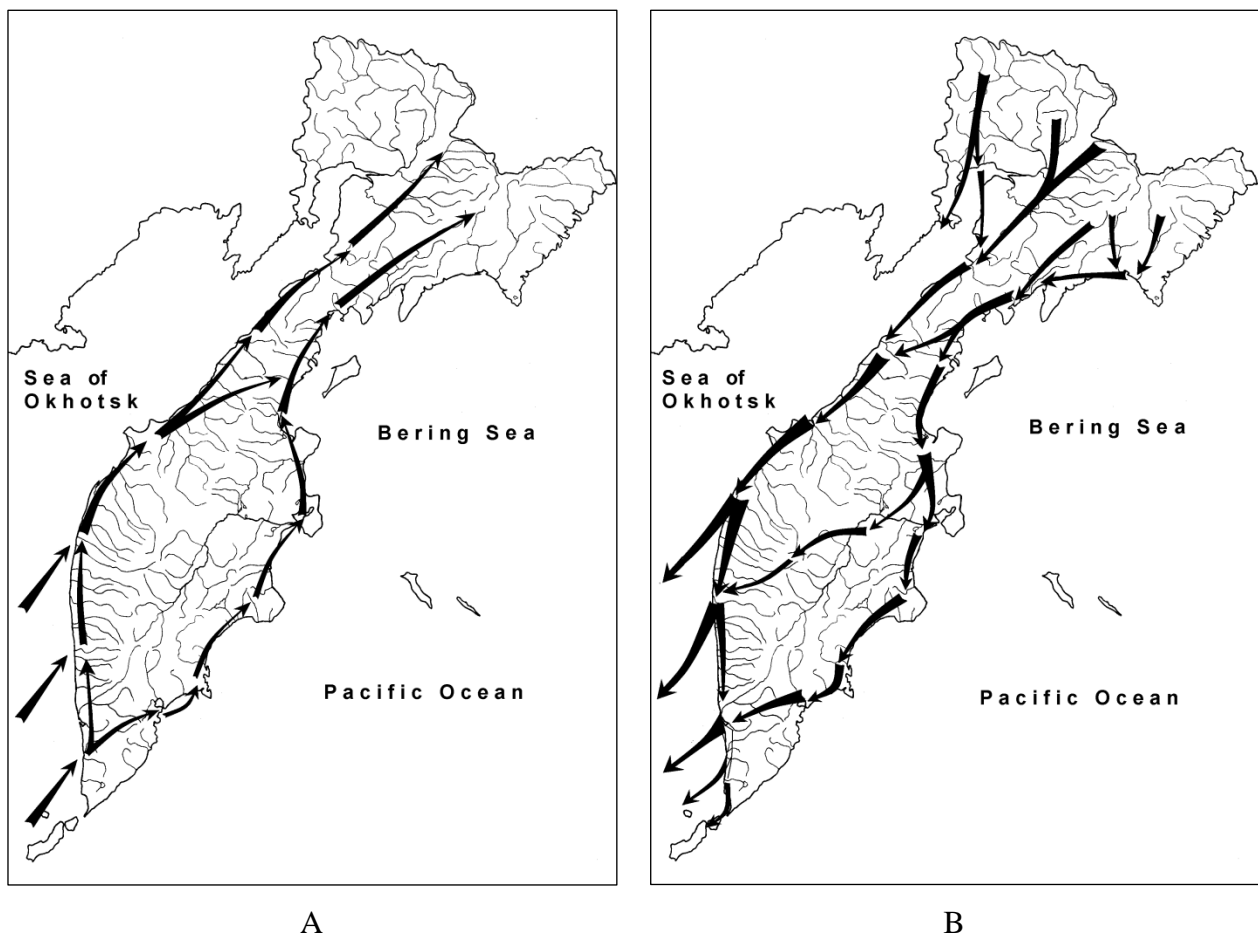 Sea of
Okhotsk
Bering Sea
Pacific Ocean
A
Sea of
Okhotsk
Bering Sea
Pacific Ocean
B